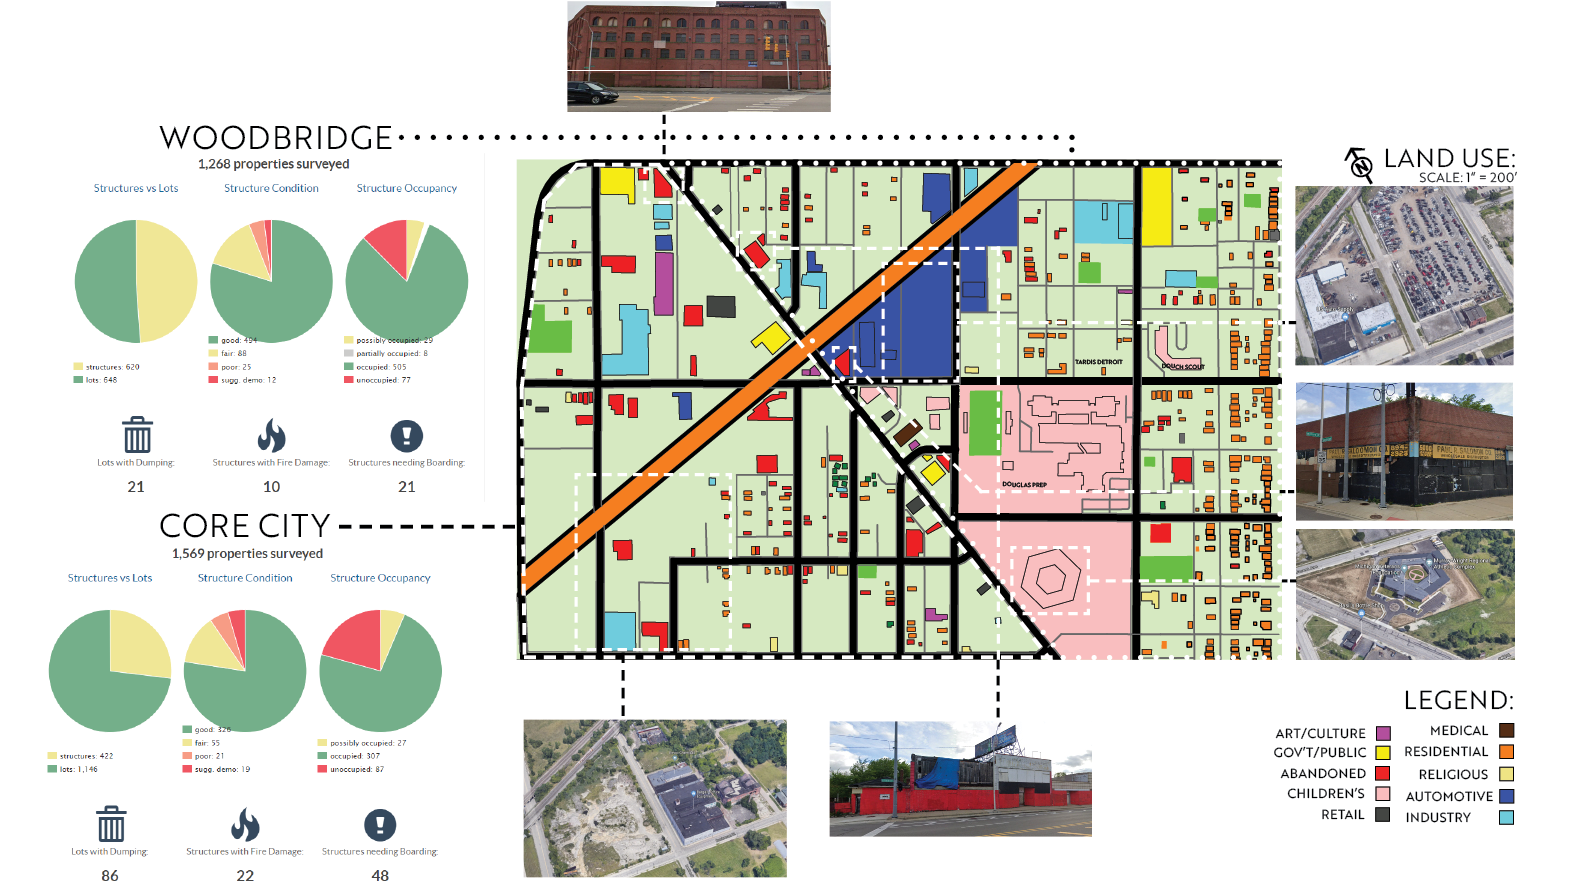 WOODBRIDGE
1,268 properties surveyed
Structures vs Lots
Structure Condition
Structure Occupancy
structures: 620
lots: 648
good: 494
fair: 88
poor: 25
sugg. demo: 12
possibly occupied: 29
partially occupied: 8
occupied: 505
unoccupied: 77
Lots with Dumping:
21
Structures with Fire Damage:
10
Structures needing Boarding:
21
CORE CITY
1,569 properties surveyed
Structures vs Lots
Structure Condition
Structure Occupancy
structures: 422
lots: 1,146
good: 326
fair: 55
poor: 21
sugg. demo: 19
possibly occupied: 27
occupied: 307
unoccupied: 87
Lots with Dumping:
86
Structures with Fire Damage:
22
Structures needing Boarding:
48
TARDIS DETROIT
DOUCH SCOUT
DOUGLAS PREP
N
LAND USE:
SCALE: 1" = 200'
LEGEND:
ART/CULTURE
GOV'T/PUBLIC
ABANDONED
CHILDREN'S
RETAIL
MEDICAL
RESIDENTIAL
RELIGIOUS
AUTOMOTIVE
INDUSTRY